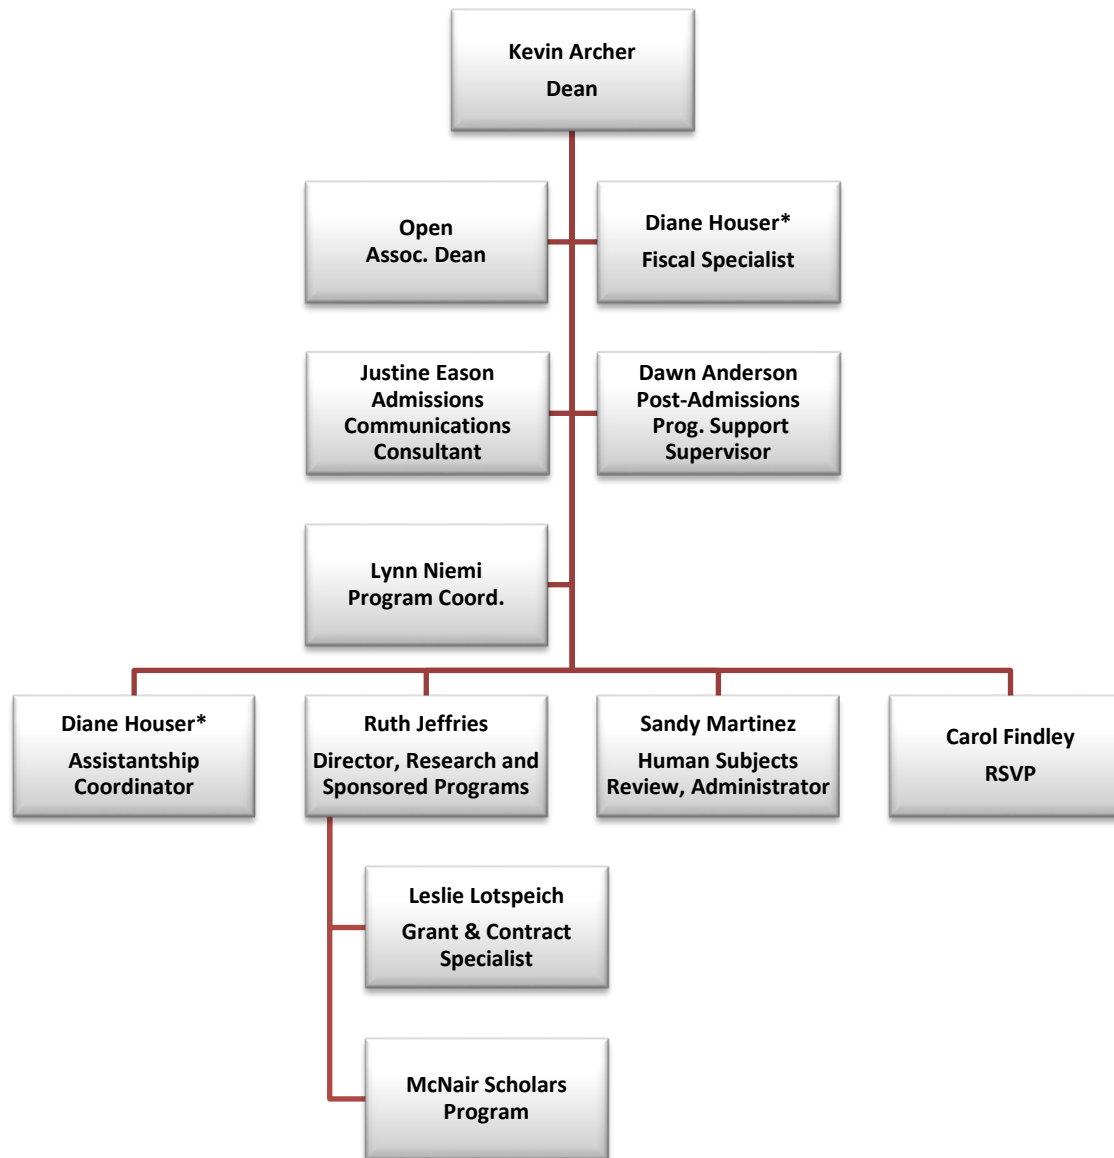 Kevin Archer
Dean
Open
Assoc. Dean
Diane Houser*
Fiscal Specialist
Justine Eason
Admissions
Communications
Consultant
Dawn Anderson
Post-Admissions
Prog. Support
Supervisor
Lynn Niemi
Program Coord.
Diane Houser*
Assistantship
Coordinator
Ruth Jeffries
Director, Research and
Sponsored Programs
Sandy Martinez
Human Subjects
Review, Administrator
Carol Findley
RSVP
Leslie Lotspeich
Grant & Contract
Specialist
McNair Scholars
Program